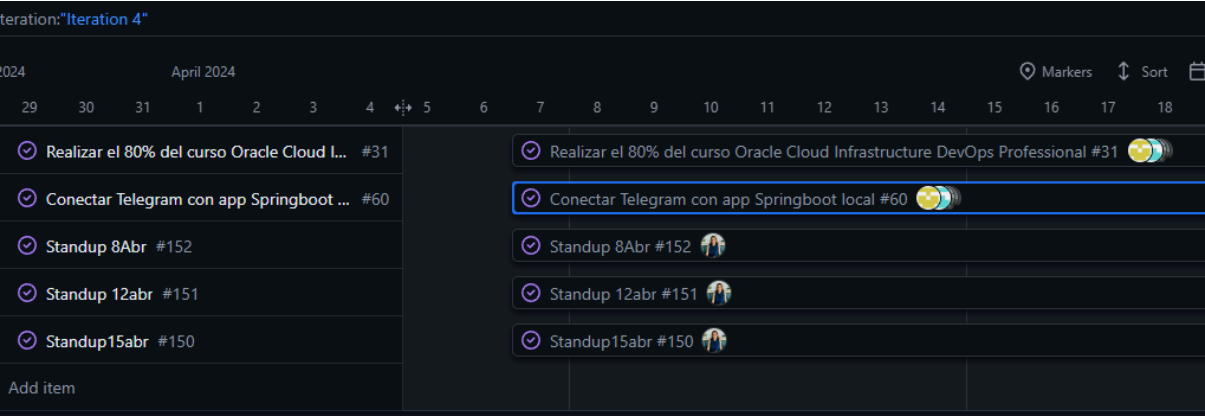 teration:"Iteration 4"
2024 April 2024 Markers Sort
29 30 31 1 2 3 4 5 6 7 8 9 10 11 12 13 14 15 16 17 18
Realizar el 80% del curso Oracle Cloud I... #31 Realizar el 80% del curso Oracle Cloud Infrastructure DevOps Professional #31
Conectar Telegram con app Springboot ... #60 Conectar Telegram con app Springboot local #60
Standup 8Abr #152 Standup 8Abr #152
Standup 12abr #151 Standup 12abr #151
Standup15abr #150 Standup15abr #150
Add item